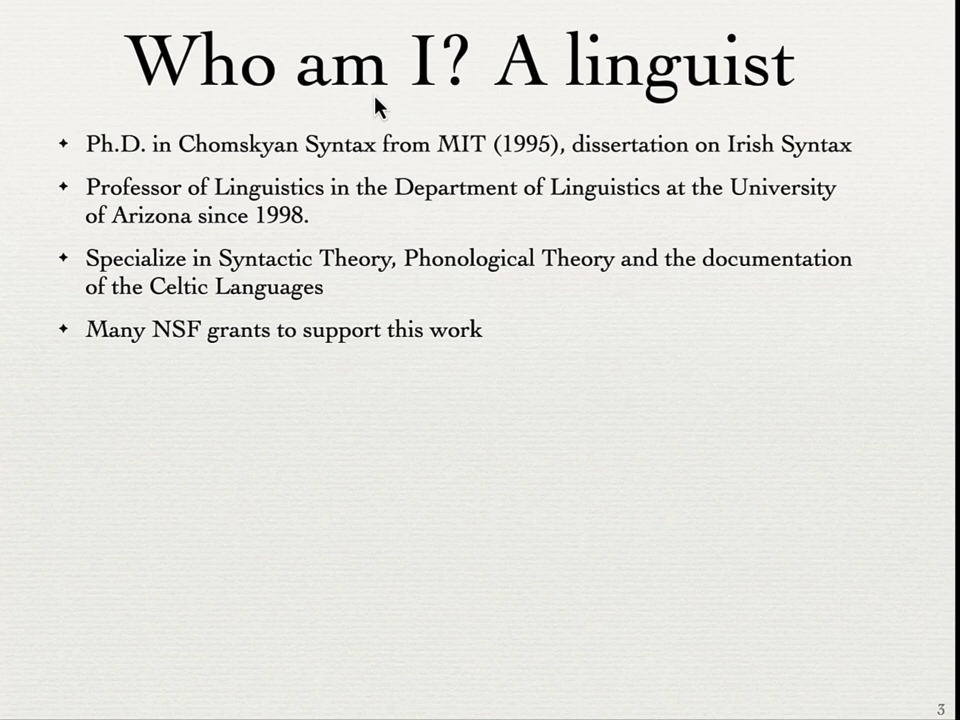 Who am I? A linguist
Ph.D. in Chomskyan Syntax from MIT (1995), dissertation on Irish Syntax
Professor of Linguistics in the Department of Linguistics at the University
of Arizona since 1998.
Specialize in Syntactic Theory, Phonological Theory and the documentation
of the Celtic Languages
Many NSF grants to support this work
3